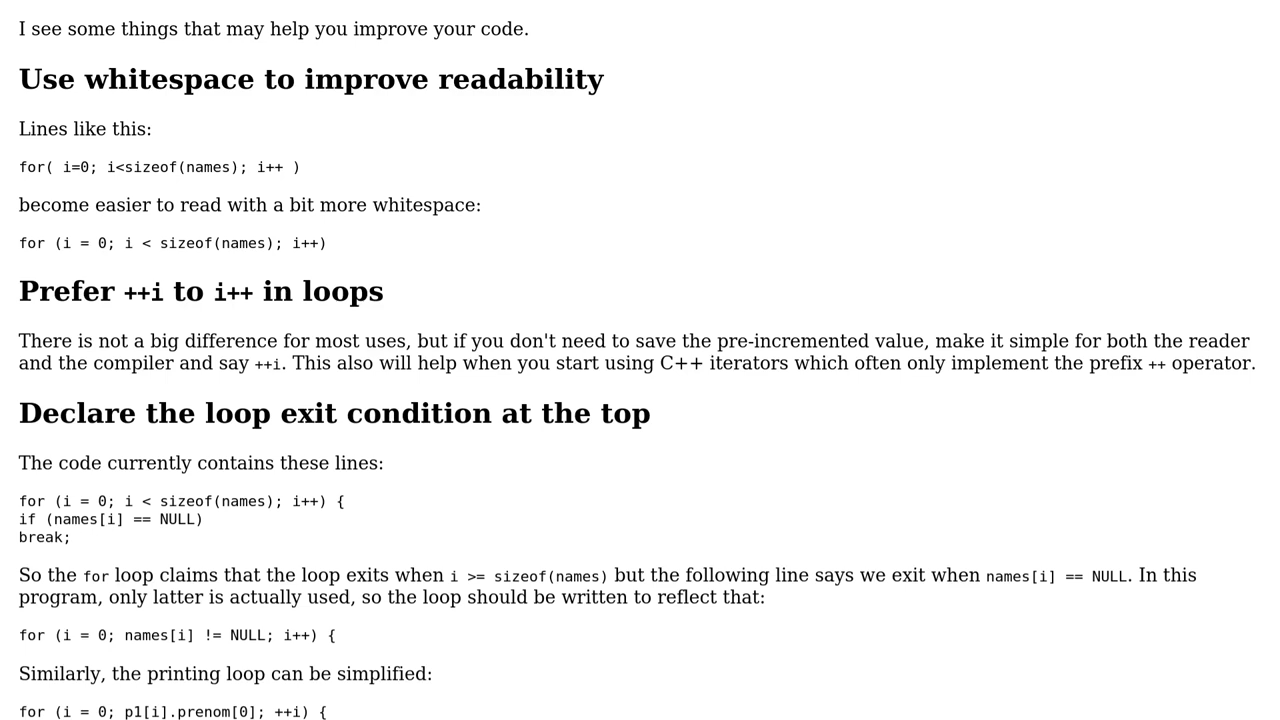 I see some things that may help you improve your code.
Use whitespace to improve readability
Lines like this:
for( i=0; i<sizeof(names); i++ )
become easier to read with a bit more whitespace:
for (i = 0; i < sizeof(names); i++)
Prefer ++i to i++ in loops
There is not a big difference for most uses, but if you don't need to save the pre-incremented value, make it simple for both the reader
and the compiler and say ++i. This also will help when you start using C++ iterators which often only implement the prefix ++ operator.
Declare the loop exit condition at the top
The code currently contains these lines:
for (i = 0; i < sizeof(names); i++) {
if (names[i] == NULL)
break;
So the for loop claims that the loop exits when i >= sizeof(names) but the following line says we exit when names[i] == NULL. In this
program, only latter is actually used, so the loop should be written to reflect that:
for (i = 0; names[i] != NULL; i++) {
Similarly, the printing loop can be simplified:
for (i = 0; p1[i].prenom[0]; ++i) {